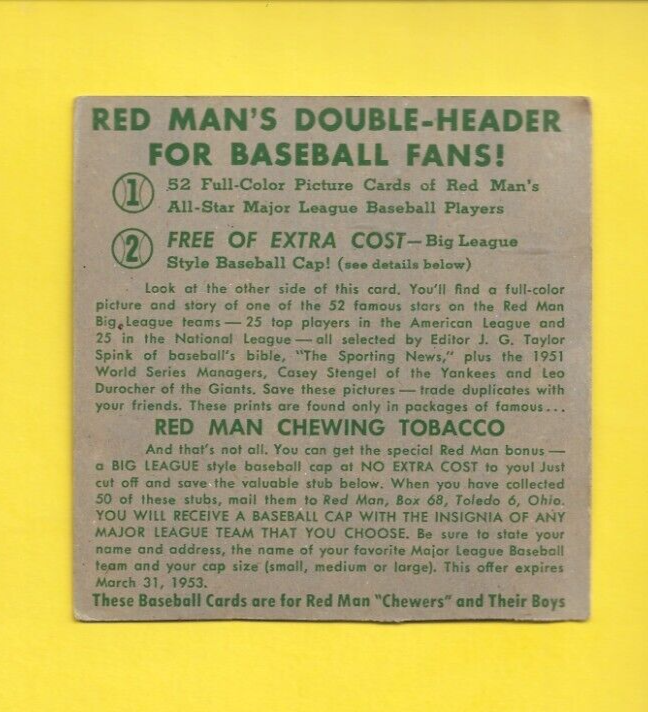 RED MAN'S DOUBLE-HEADER
FOR BASEBALL FANS!
1 52 Full-Color Picture Cards of Red Man's
All-Star Major League Baseball Players
2 FREE OF EXTRA COST—Big League
Style Baseball Cap! (see details below)
Look at the other side of this card. You'll find a full-color
picture and story of one of the 52 famous stars on the Red Man
Big League teams — 25 top players in the American League and
25 in the National League — all selected by Editor J. G. Taylor
Spink of baseball's bible, "The Sporting News," plus the 1951
World Series Managers, Casey Stengel of the Yankees and Leo
Durocher of the Giants. Save these pictures — trade duplicates with
your friends. These prints are found only in packages of famous...
RED MAN CHEWING TOBACCO
And that's not all. You can get the special Red Man bonus —
a BIG LEAGUE style baseball cap at NO EXTRA COST to you! Just
cut off and save the valuable stub below. When you have collected
50 of these stubs, mail them to Red Man, Box 68, Toledo 6, Ohio.
YOU WILL RECEIVE A BASEBALL CAP WITH THE INSIGNIA OF ANY
MAJOR LEAGUE TEAM THAT YOU CHOOSE. Be sure to state your
name and address, the name of your favorite Major League Baseball
team and your cap size (small, medium or large). This offer expires
March 31, 1953.
These Baseball Cards are for Red Man "Chewers" and Their Boys